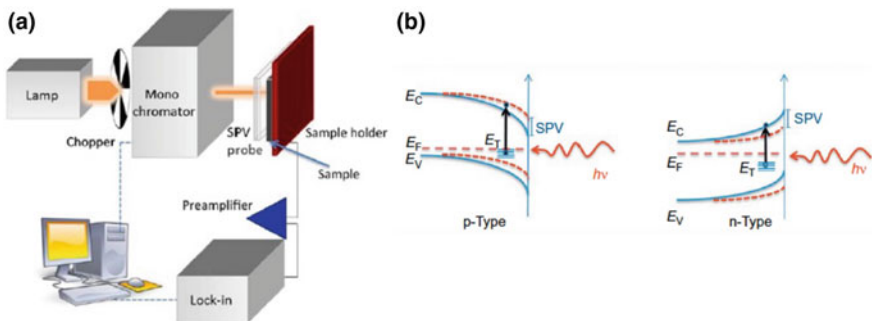 (a)
Lamp
Chopper
Mono
chromator
SPV
probe
Sample holder
Sample
Preamplifier
Lock-in
(b)
E_C
E_F
E_V
E_T
SPV
hν
p-Type
E_C
E_F
E_V
E_T
SPV
hν
n-Type